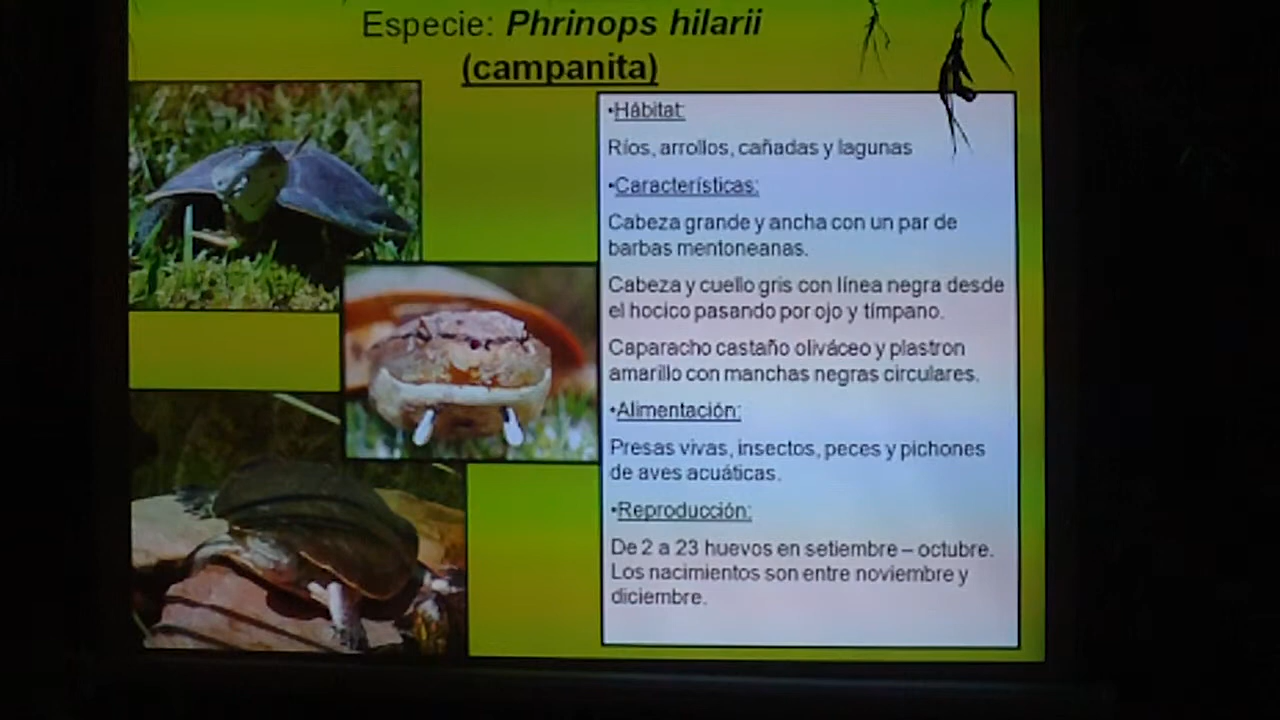 Especie: Phrinops hilarii
(campanita)
•Hábitat:
Ríos, arrollos, cañadas y lagunas
•Características:
Cabeza grande y ancha con un par de
barbas mentoneanas.
Cabeza y cuello gris con línea negra desde
el hocico pasando por ojo y tímpano.
Caparacho castaño oliváceo y plastron
amarillo con manchas negras circulares.
•Alimentación:
Presas vivas, insectos, peces y pichones
de aves acuáticas.
•Reproducción:
De 2 a 23 huevos en setiembre – octubre.
Los nacimientos son entre noviembre y
diciembre.